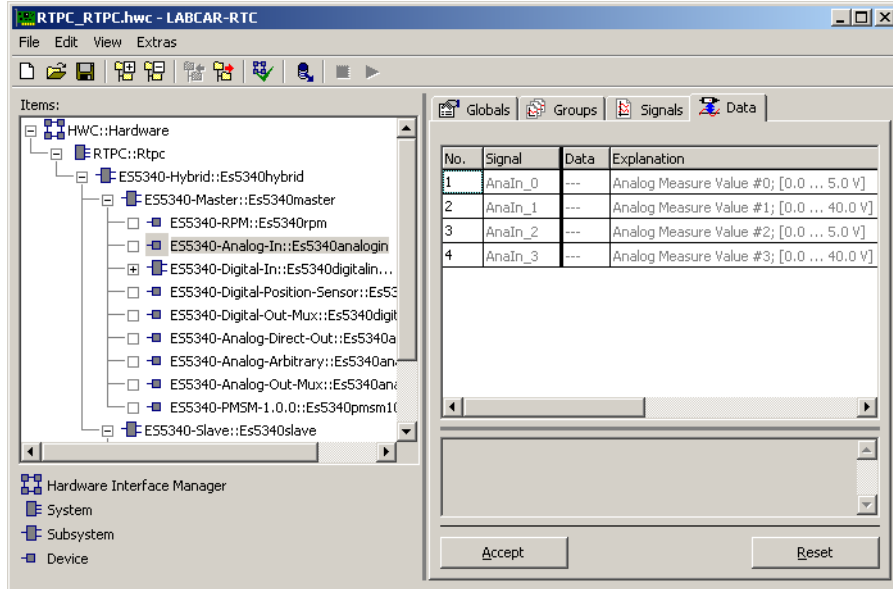 RTPC_RTPC.hwc - LABCAR-RTC
File Edit View Extras
Items:
HWC::Hardware
RTPC::Rtpc
ES5340-Hybrid::Es5340hybrid
ES5340-Master::Es5340master
ES5340-RPM::Es5340rpm
ES5340-Analog-In::Es5340analogin
ES5340-Digital-In::Es5340digitalin...
ES5340-Digital-Position-Sensor::Es53
ES5340-Digital-Out-Mux::Es5340digit
ES5340-Analog-Direct-Out::Es5340a
ES5340-Analog-Arbitrary::Es5340an
ES5340-Analog-Out-Mux::Es5340ana
ES5340-PMSM-1.0.0::Es5340pmsm10
ES5340-Slave::Es5340slave
Hardware Interface Manager
System
Subsystem
Device
Globals Groups Signals Data
No. Signal Data Explanation
1 AnaIn_0 --- Analog Measure Value #0; [0.0 ... 5.0 V]
2 AnaIn_1 --- Analog Measure Value #1; [0.0 ... 40.0 V]
3 AnaIn_2 --- Analog Measure Value #2; [0.0 ... 5.0 V]
4 AnaIn_3 --- Analog Measure Value #3; [0.0 ... 40.0 V]
Accept Reset